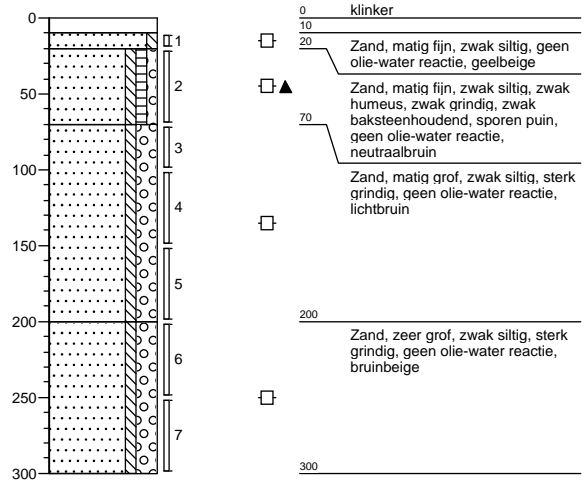 0
50
100
150
200
250
300
1
2
3
4
5
6
7
0
klinker
10
20
Zand, matig fijn, zwak siltig, geen
olie-water reactie, geelbeige
Zand, matig fijn, zwak siltig, zwak
humeus, zwak grindig, zwak
baksteenhoudend, sporen puin,
geen olie-water reactie,
neutraalbruin
70
Zand, matig grof, zwak siltig, sterk
grindig, geen olie-water reactie,
lichtbruin
200
Zand, zeer grof, zwak siltig, sterk
grindig, geen olie-water reactie,
bruinbeige
300